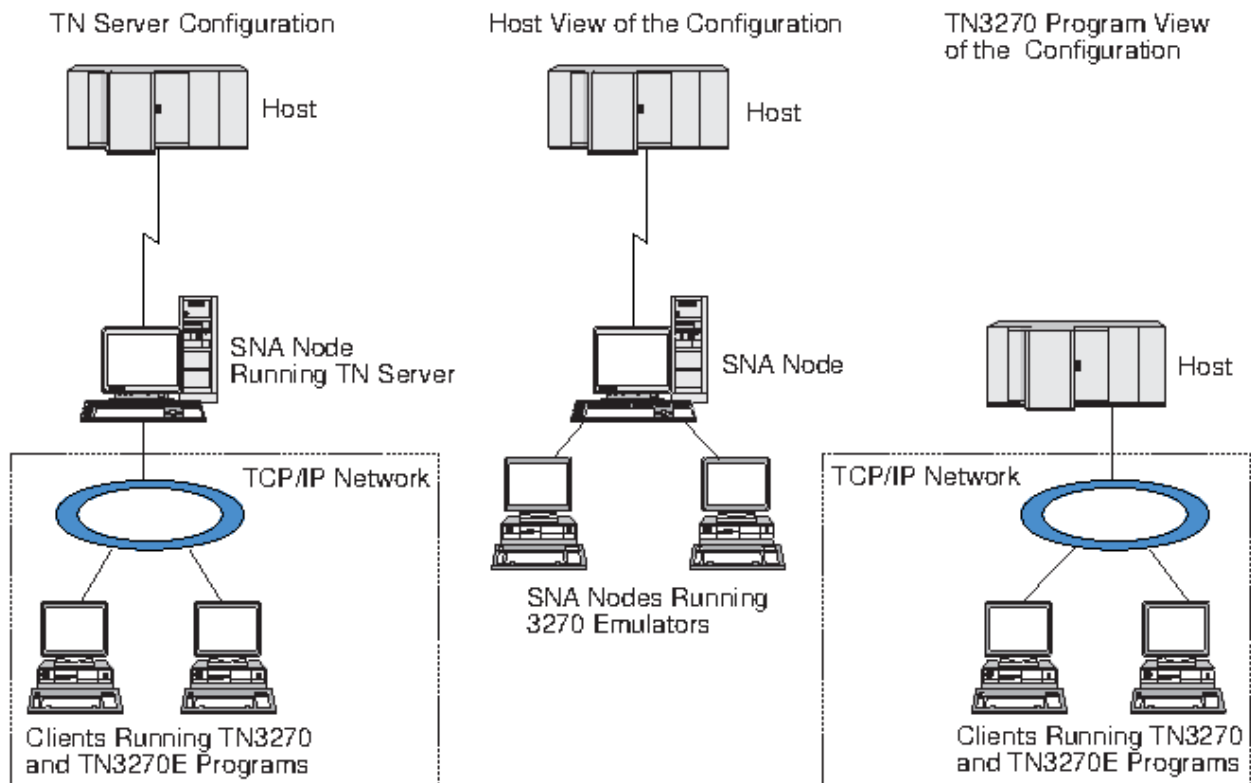 TN Server Configuration
Host
SNA Node
Running TN Server
TCP/IP Network
Clients Running TN3270
and TN3270E Programs
Host View of the Configuration
Host
SNA Node
SNA Nodes Running
3270 Emulators
TN3270 Program View
of the Configuration
Host
TCP/IP Network
Clients Running TN3270
and TN3270E Programs